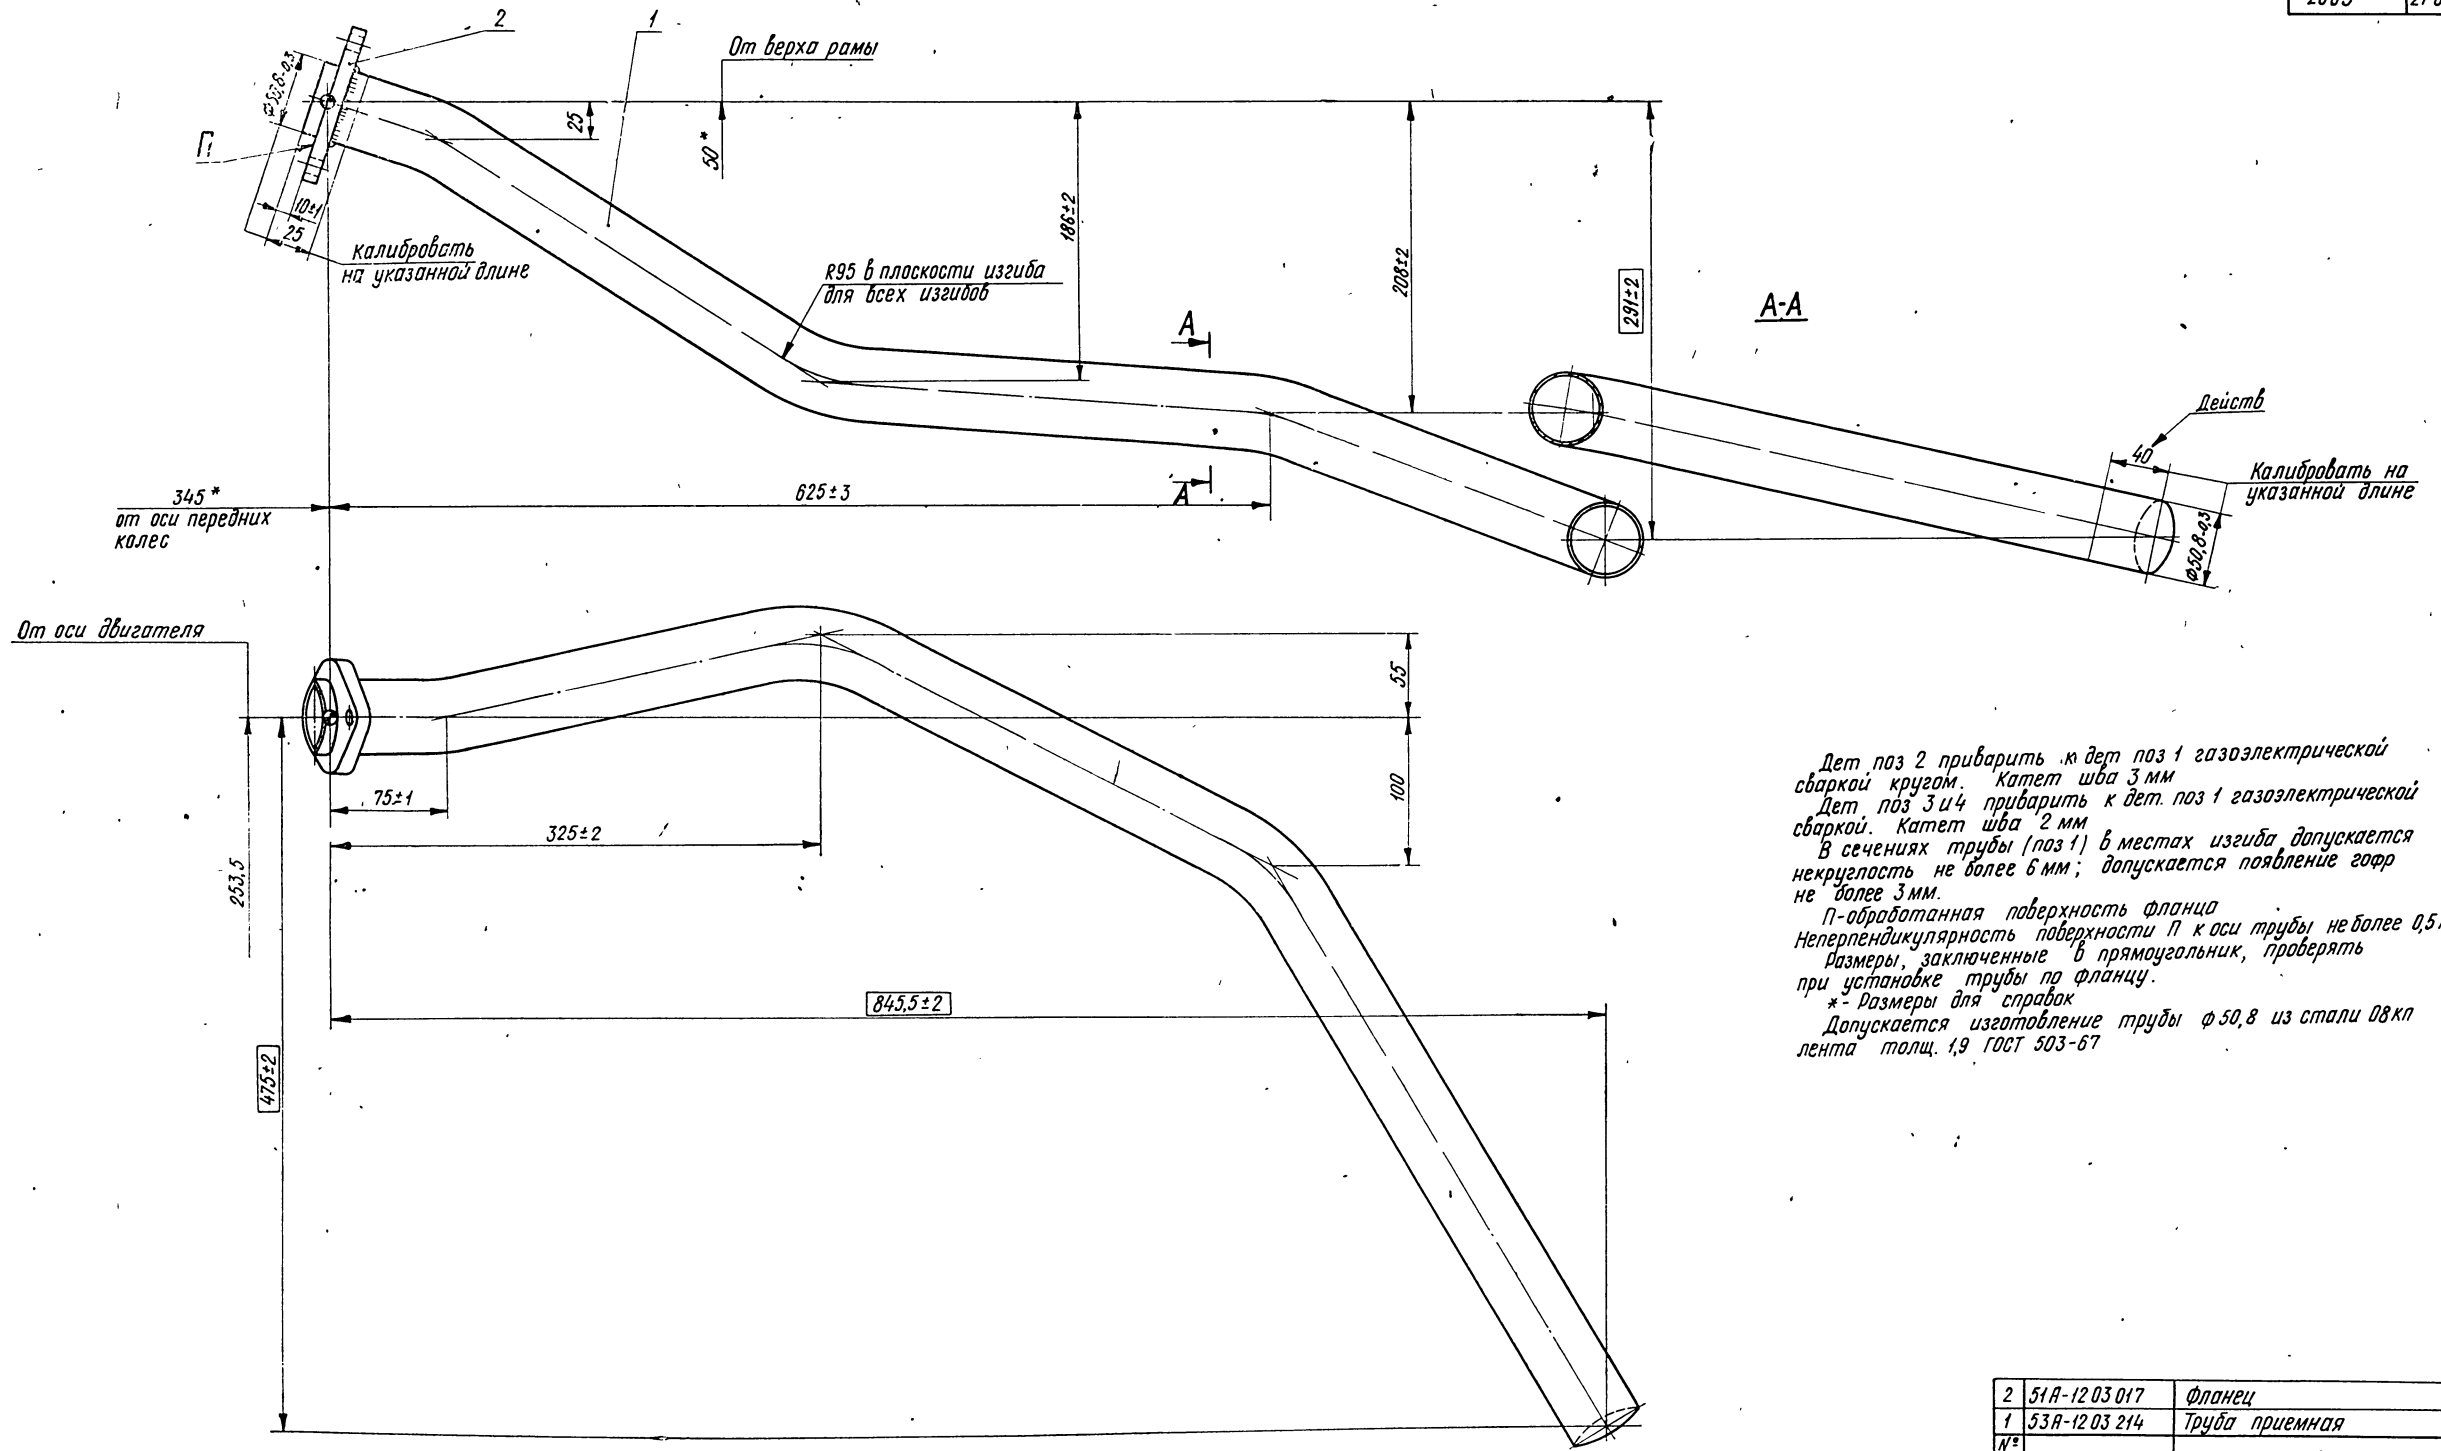 2
1
От верха рамы
25
50*
186±2
208±2
291±2
П
10±1
25
Калибровать
на указанной длине
R95 в плоскости изгиба
для всех изгибов
А
А
А-А
Действ
40
Калибровать на
указанной длине
ф50,8-0,3
345*
от оси передних
колес
625±3
От оси двигателя
55
100
75±1
325±2
253,5
845,5±2
475±2
Дет поз 2 приварить к дет поз 1 газоэлектрической
сваркой кругом. Катет шва 3 мм
Дет поз 3 и 4 приварить к дет. поз 1 газоэлектрической
сваркой. Катет шва 2 мм
В сечениях трубы (поз 1) в местах изгиба допускается
некруглость не более 6 мм; допускается появление гофр
не более 3 мм.
П-обработанная поверхность фланца
Неперпендикулярность поверхности П к оси трубы не более 0,5
Размеры, заключенные в прямоугольник, проверять
при установке трубы по фланцу.
*- Размеры для справок
Допускается изготовление трубы ф 50,8 из стали 08кп
лента толщ. 1,9 ГОСТ 503-67
2 51А-1203017 Фланец
1 53А-1203214 Труба приемная
№